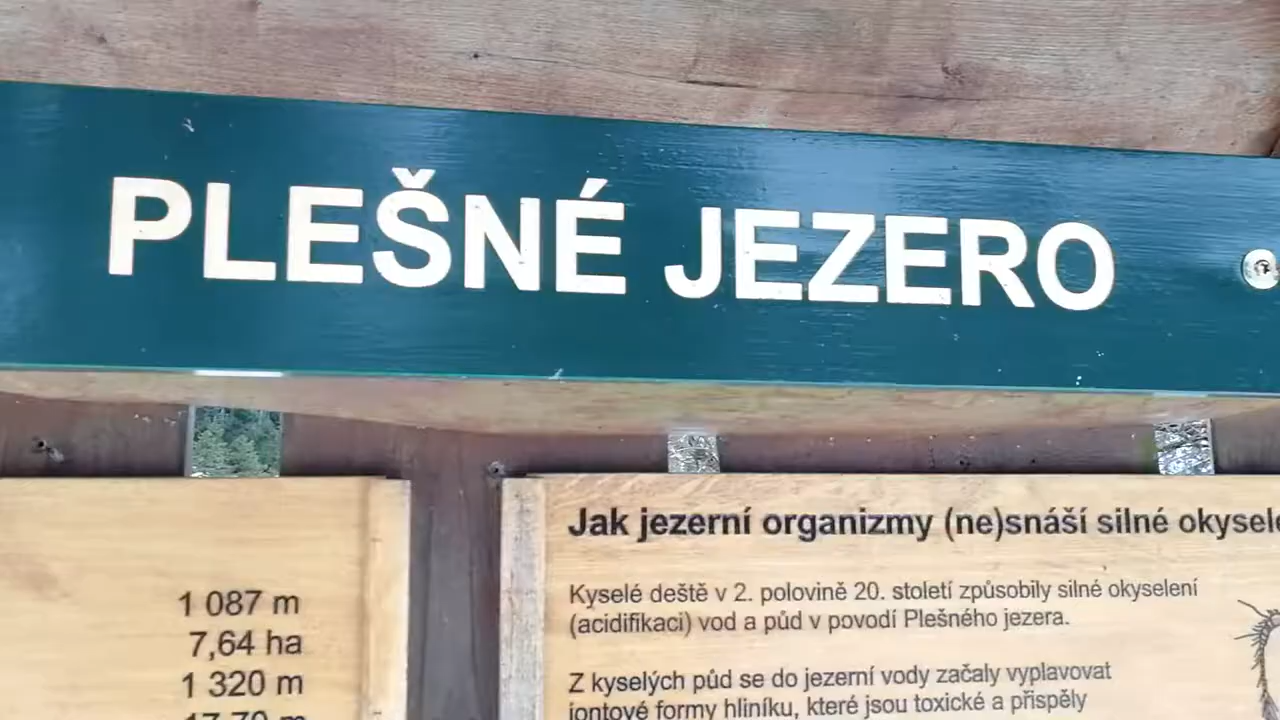 PLEŠNÉ JEZERO
1 087 m
7,64 ha
1 320 m
Jak jezerní organizmy (ne)snáší silné
Kyselé deště v 2. polovině 20. století způsobily silné okyselení
(acidifikaci) vod a půd v povodí Plešného jezera.
Z kyselých půd se do jezerní vody začaly vyplavovat
iontové formy hliníku, které jsou toxické a přispěly